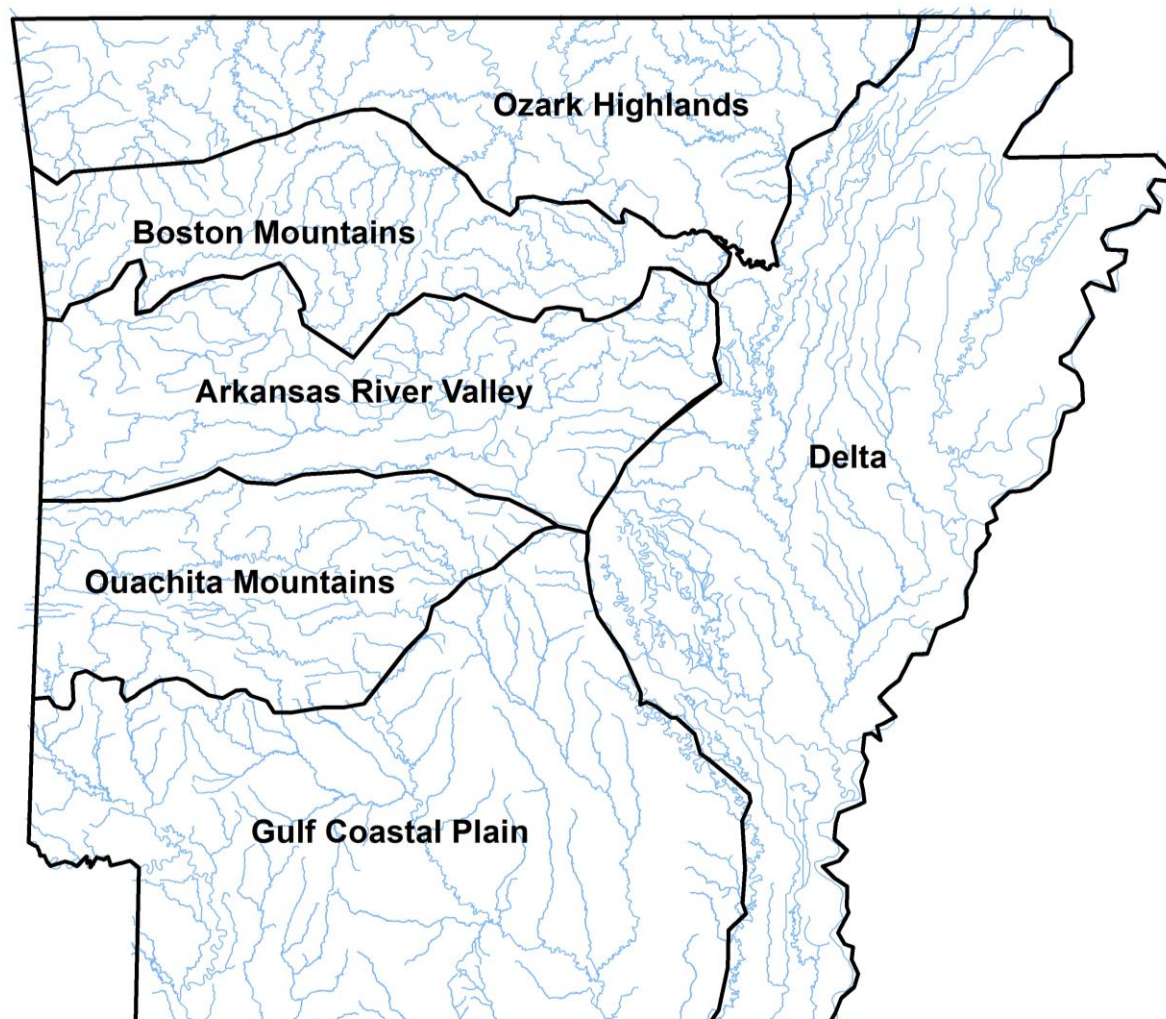 Ozark Highlands
Boston Mountains
Arkansas River Valley
Delta
Ouachita Mountains
Gulf Coastal Plain